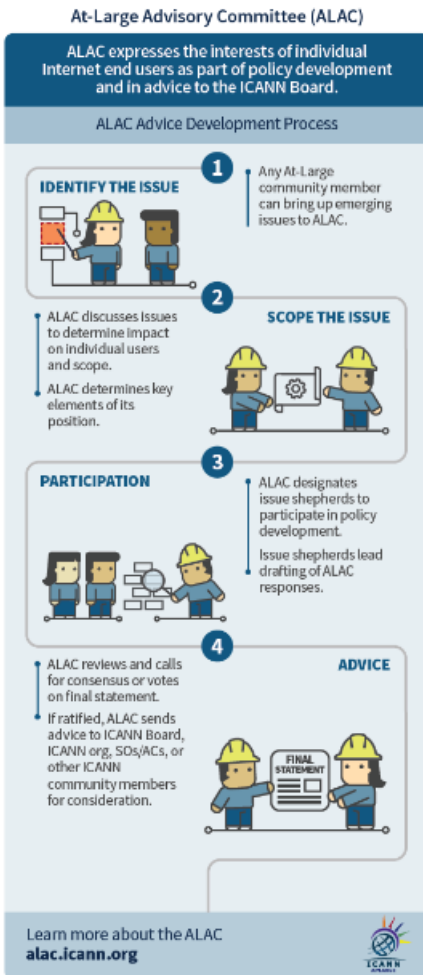 At-Large Advisory Committee (ALAC)
ALAC expresses the interests of individual
Internet end users as part of policy development
and in advice to the ICANN Board.
ALAC Advice Development Process
1
IDENTIFY THE ISSUE
Any At-Large
community member
can bring up emerging
issues to ALAC.
2
SCOPE THE ISSUE
ALAC discusses issues
to determine impact
on individual users
and scope.
ALAC determines key
elements of its
position.
3
PARTICIPATION
ALAC designates
issue shepherds to
participate in policy
development.
Issue shepherds lead
drafting of ALAC
responses.
4
ADVICE
ALAC reviews and calls
for consensus or votes
on final statement.
If ratified, ALAC sends
advice to ICANN Board,
ICANN org, SOs/ACs, or
other ICANN
community members
for consideration.
FINAL
STATEMENT
Learn more about the ALAC
alac.icann.org
ICANN